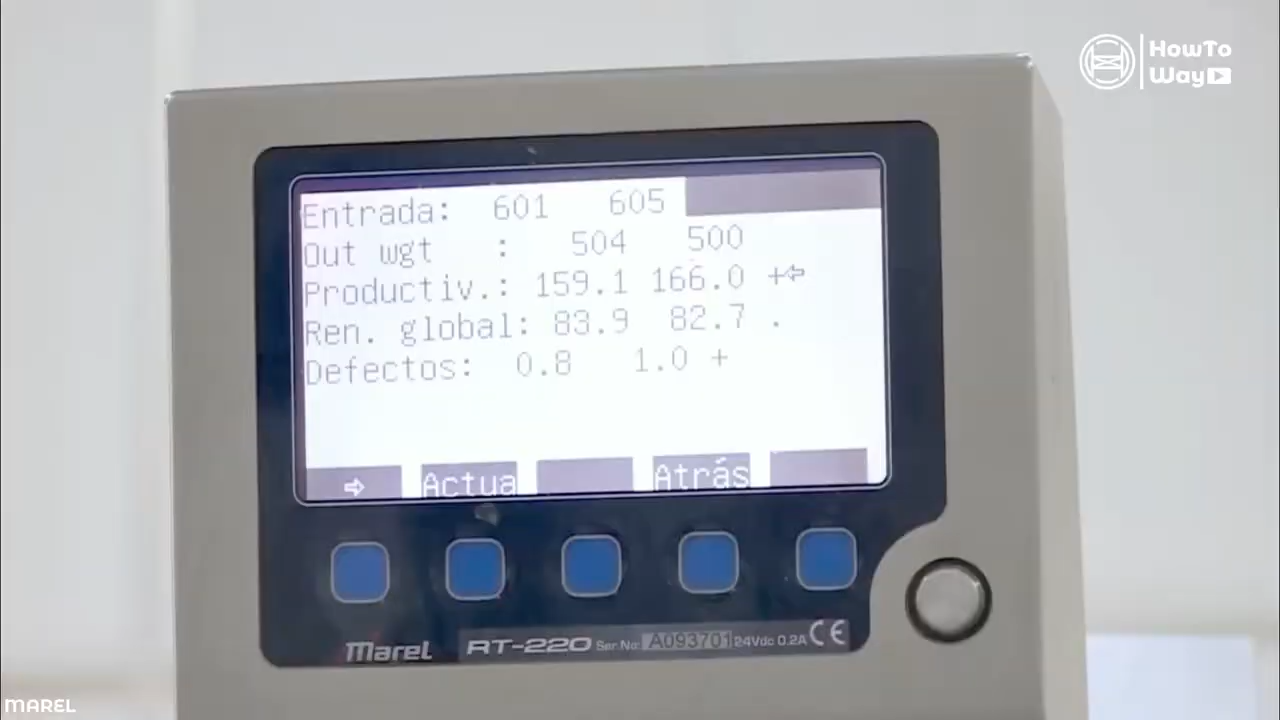 HowTo
Way
Entrada: 601 605
Out wgt : 504 500
Productiv.: 159.1 166.0 +⇦
Ren. global: 83.9 82.7 .
Defectos: 0.8 1.0 +
⇨ Actua Atrás
Marel RT-220 Ser No: A093701 24Vdc 0.2A CE
MAREL